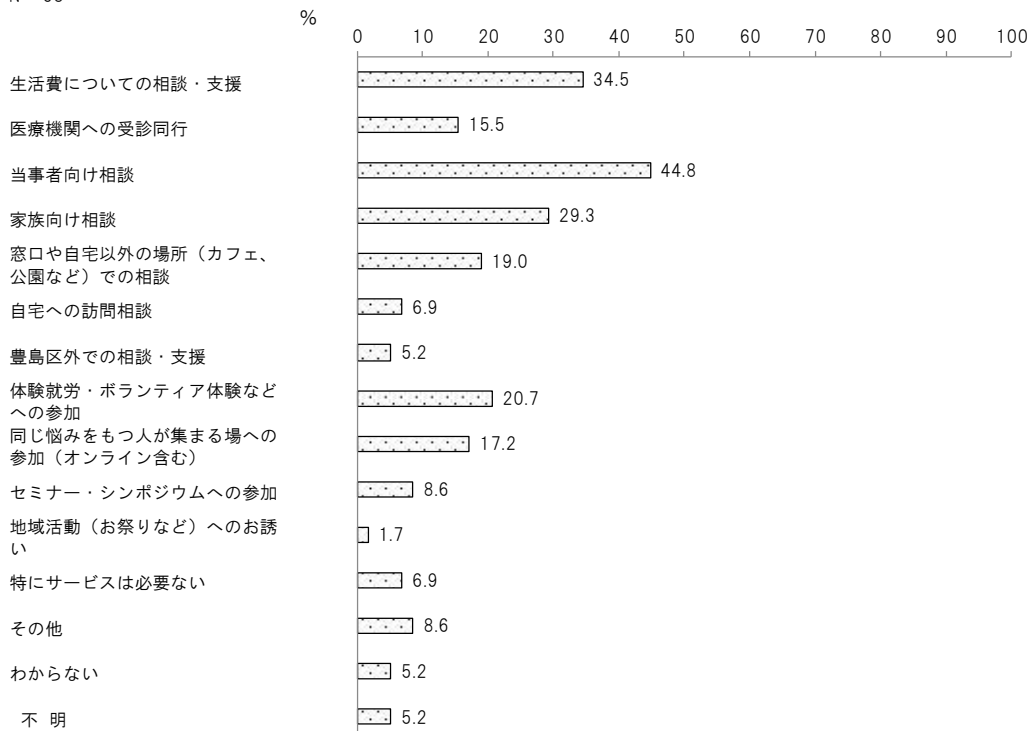 %
0 10 20 30 40 50 60 70 80 90 100
生活費についての相談・支援 34.5
医療機関への受診同行 15.5
当事者向け相談 44.8
家族向け相談 29.3
窓口や自宅以外の場所（カフェ、
公園など）での相談 19.0
自宅への訪問相談 6.9
豊島区外での相談・支援 5.2
体験就労・ボランティア体験など
への参加 20.7
同じ悩みをもつ人が集まる場への
参加（オンライン含む） 17.2
セミナー・シンポジウムへの参加 8.6
地域活動（お祭りなど）へのお誘
い 1.7
特にサービスは必要ない 6.9
その他 8.6
わからない 5.2
不 明 5.2